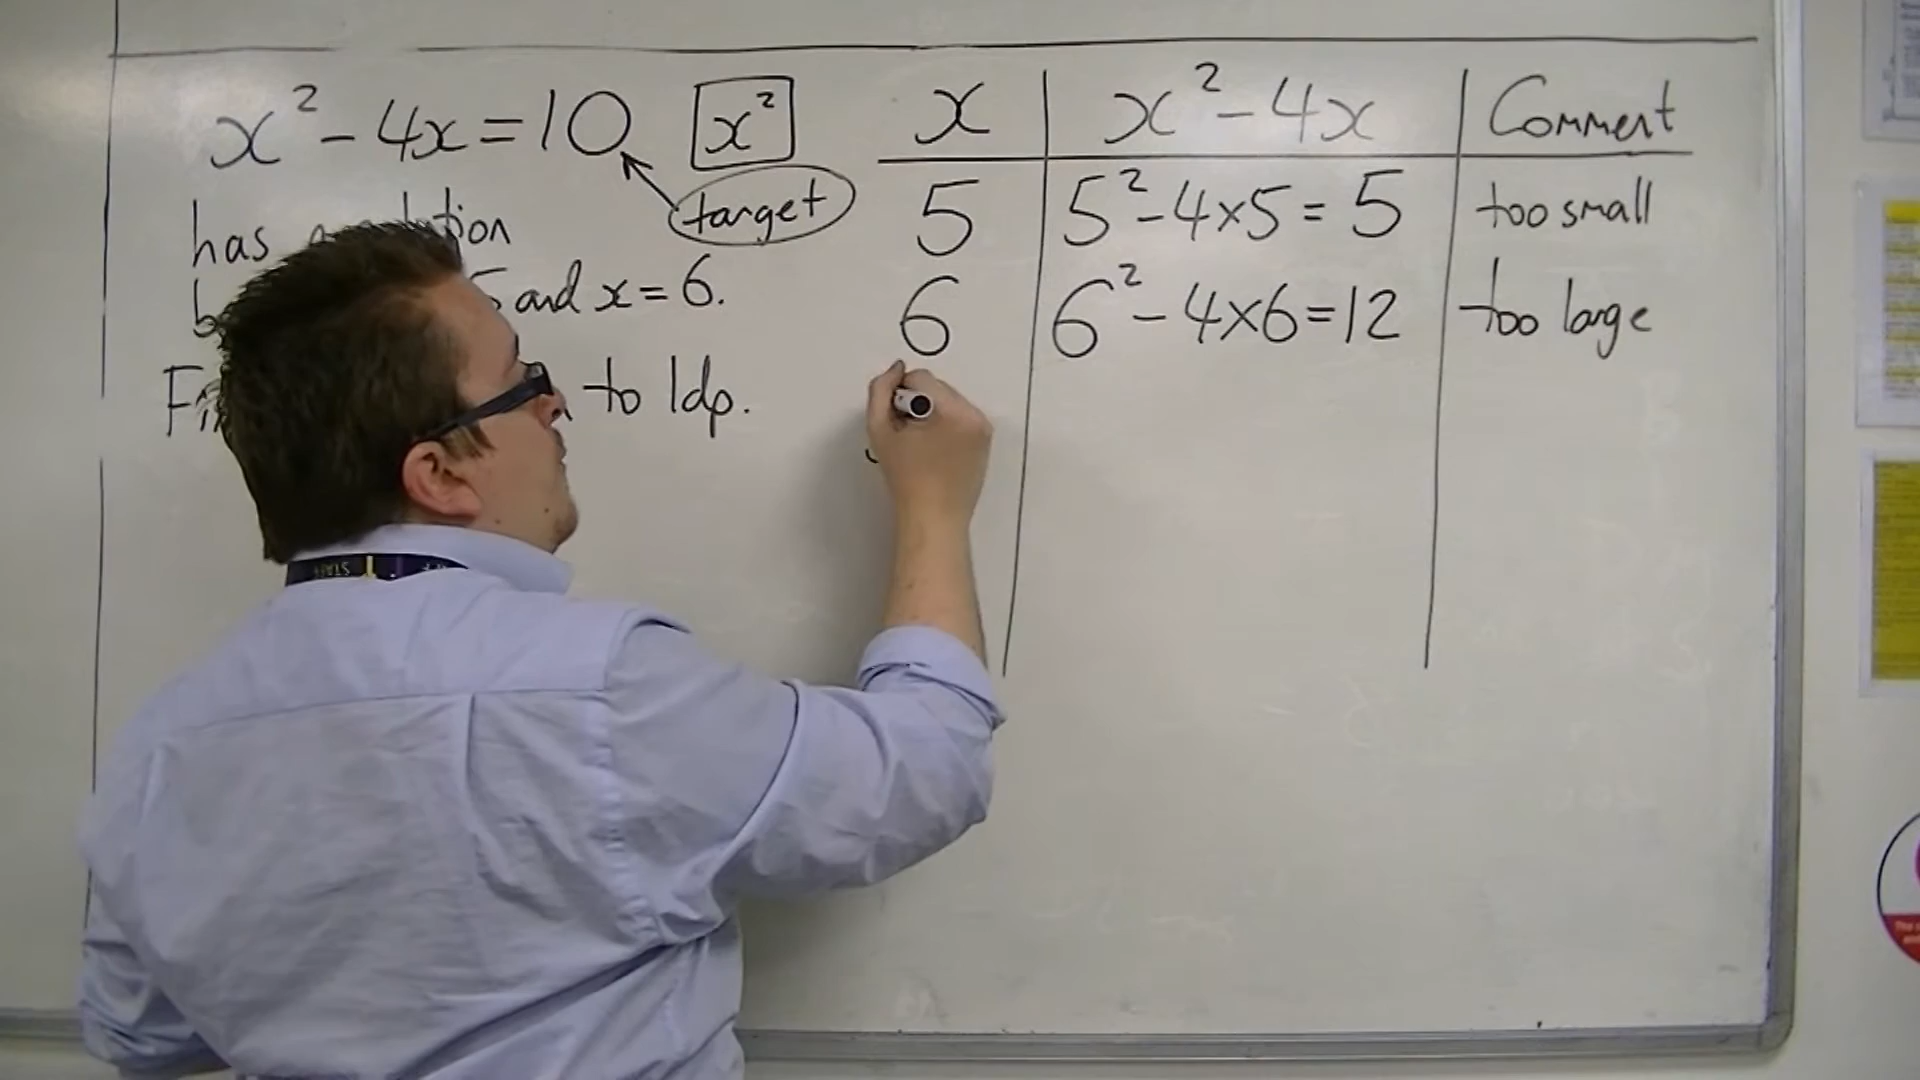 x² - 4x = 10
x²
target
has
and x = 6.
to 1dp.
x | x² - 4x | Comment
5 | 5² - 4×5 = 5 | too small
6 | 6² - 4×6 = 12 | too large
STAFF